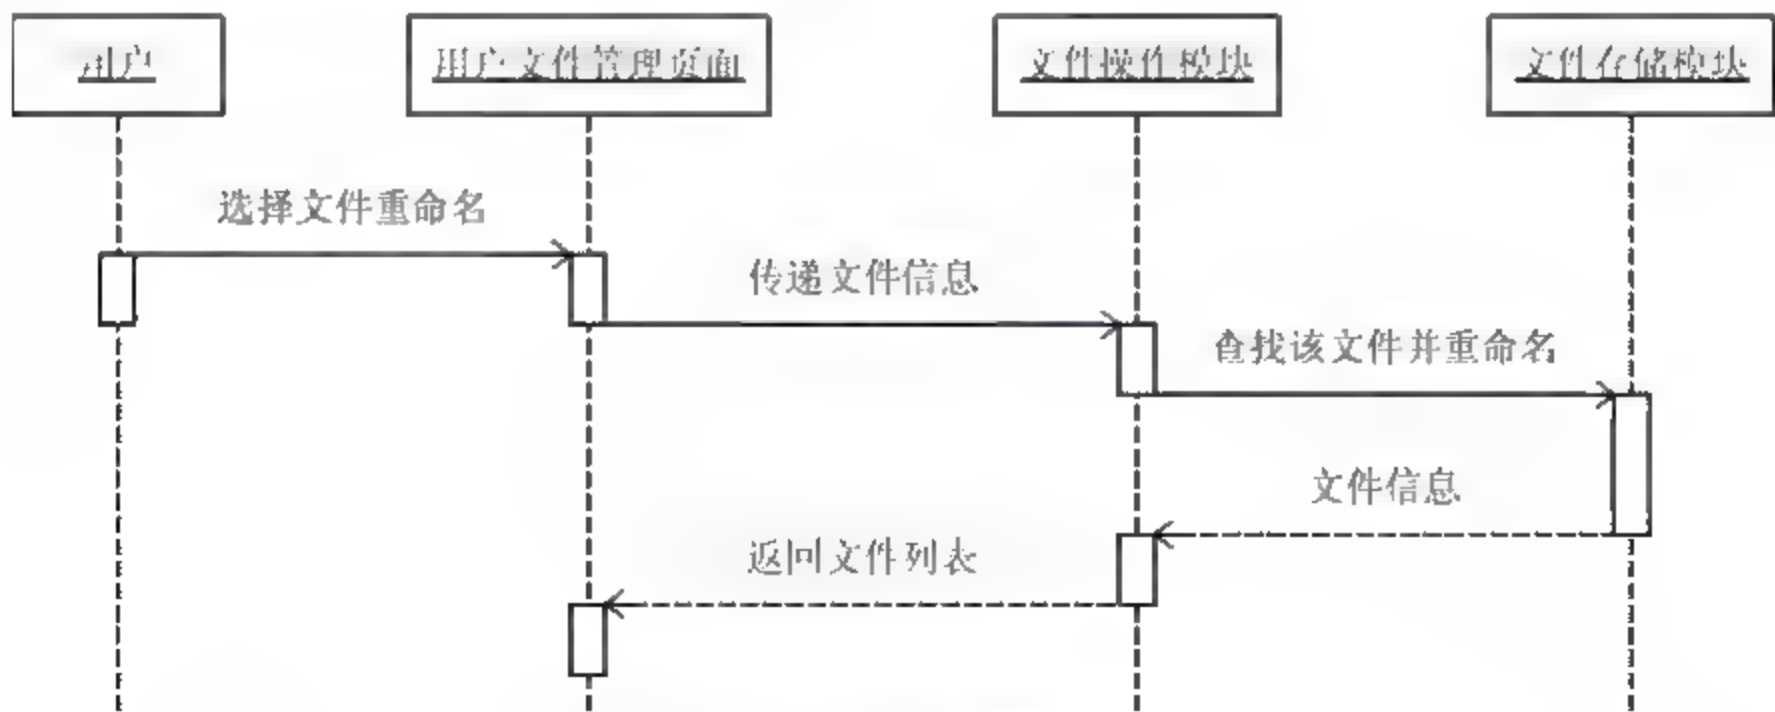 用户
用户文件管理页面
文件操作模块
文件存储模块
选择文件重命名
传递文件信息
查找该文件并重命名
文件信息
返回文件列表